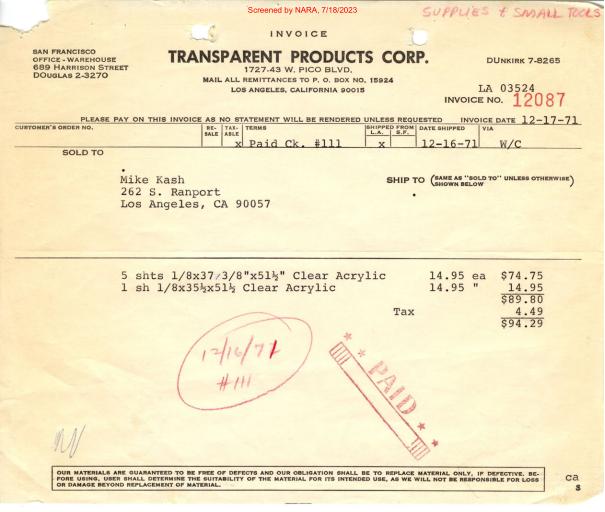 Screened by NARA, 7/18/2023
SUPPLIES & SMALL TOOLS
INVOICE
SAN FRANCISCO
OFFICE - WAREHOUSE
689 HARRISON STREET
DOUGLAS 2-3270
TRANSPARENT PRODUCTS CORP.
1727-43 W. PICO BLVD.
MAIL ALL REMITTANCES TO P. O. BOX NO. 15924
LOS ANGELES, CALIFORNIA 90015
DUNKIRK 7-8265
LA 03524
INVOICE NO. 12087
PLEASE PAY ON THIS INVOICE AS NO STATEMENT WILL BE RENDERED UNLESS REQUESTED INVOICE DATE 12-17-71
CUSTOMER'S ORDER NO. RE-SALE TAX-ABLE TERMS SHIPPED FROM L.A. S.F. DATE SHIPPED VIA
x Paid Ck. #111 x 12-16-71 W/C
SOLD TO
Mike Kash
262 S. Ranport
Los Angeles, CA 90057
SHIP TO (SAME AS "SOLD TO" UNLESS OTHERWISE SHOWN BELOW)
5 shts 1/8x37x3/8"x51½" Clear Acrylic 14.95 ea $74.75
1 sh 1/8x35½x51½ Clear Acrylic 14.95 " 14.95
$89.80
Tax 4.49
$94.29
12/16/71
#111
PAID
OUR MATERIALS ARE GUARANTEED TO BE FREE OF DEFECTS AND OUR OBLIGATION SHALL BE TO REPLACE MATERIAL ONLY, IF DEFECTIVE. BE-
FORE USING, USER SHALL DETERMINE THE SUITABILITY OF THE MATERIAL FOR ITS INTENDED USE, AS WE WILL NOT BE RESPONSIBLE FOR LOSS
OR DAMAGE BEYOND REPLACEMENT OF MATERIAL.
ca
s